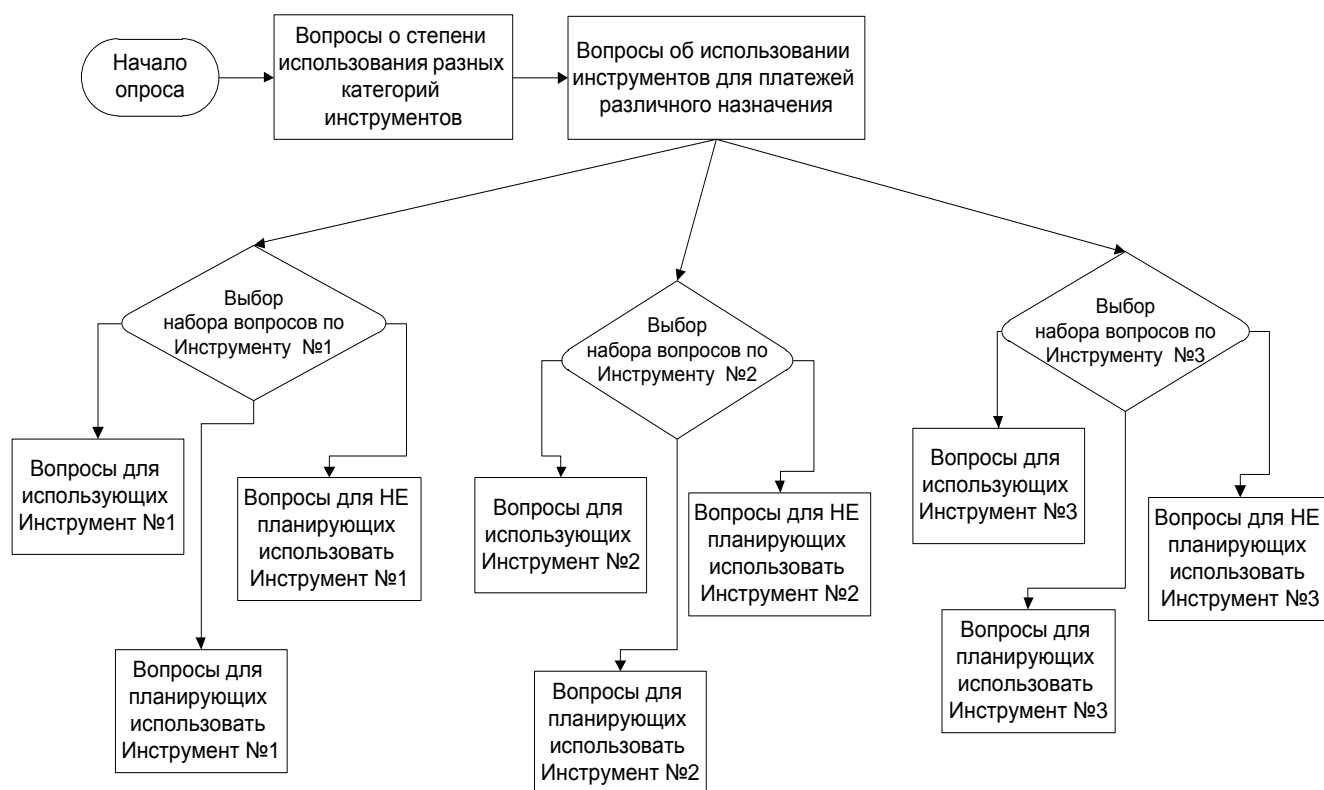 Начало
опроса
Вопросы о степени
использования разных
категорий
инструментов
Вопросы об использовании
инструментов для платежей
различного назначения
Выбор
набора вопросов по
Инструменту №1
Выбор
набора вопросов по
Инструменту №2
Выбор
набора вопросов по
Инструменту №3
Вопросы для
использующих
Инструмент №1
Вопросы для НЕ
планирующих
использовать
Инструмент №1
Вопросы для
планирующих
использовать
Инструмент №1
Вопросы для
использующих
Инструмент №2
Вопросы для НЕ
планирующих
использовать
Инструмент №2
Вопросы для
планирующих
использовать
Инструмент №2
Вопросы для
использующих
Инструмент №3
Вопросы для НЕ
планирующих
использовать
Инструмент №3
Вопросы для
планирующих
использовать
Инструмент №3